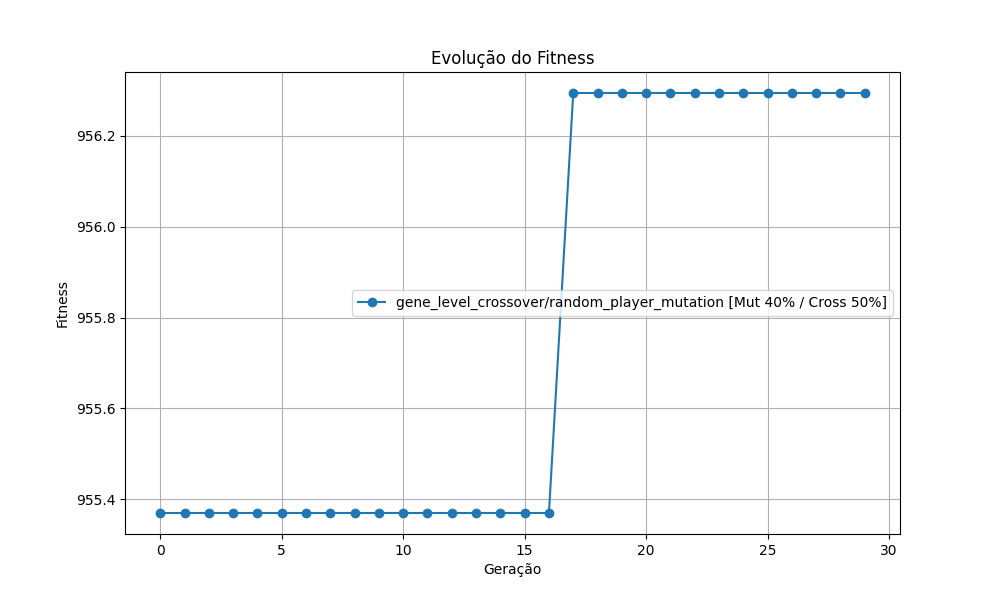 Evolução do Fitness
Fitness
956.2
956.0
955.8
955.6
955.4
gene_level_crossover/random_player_mutation [Mut 40% / Cross 50%]
0 5 10 15 20 25 30
Geração